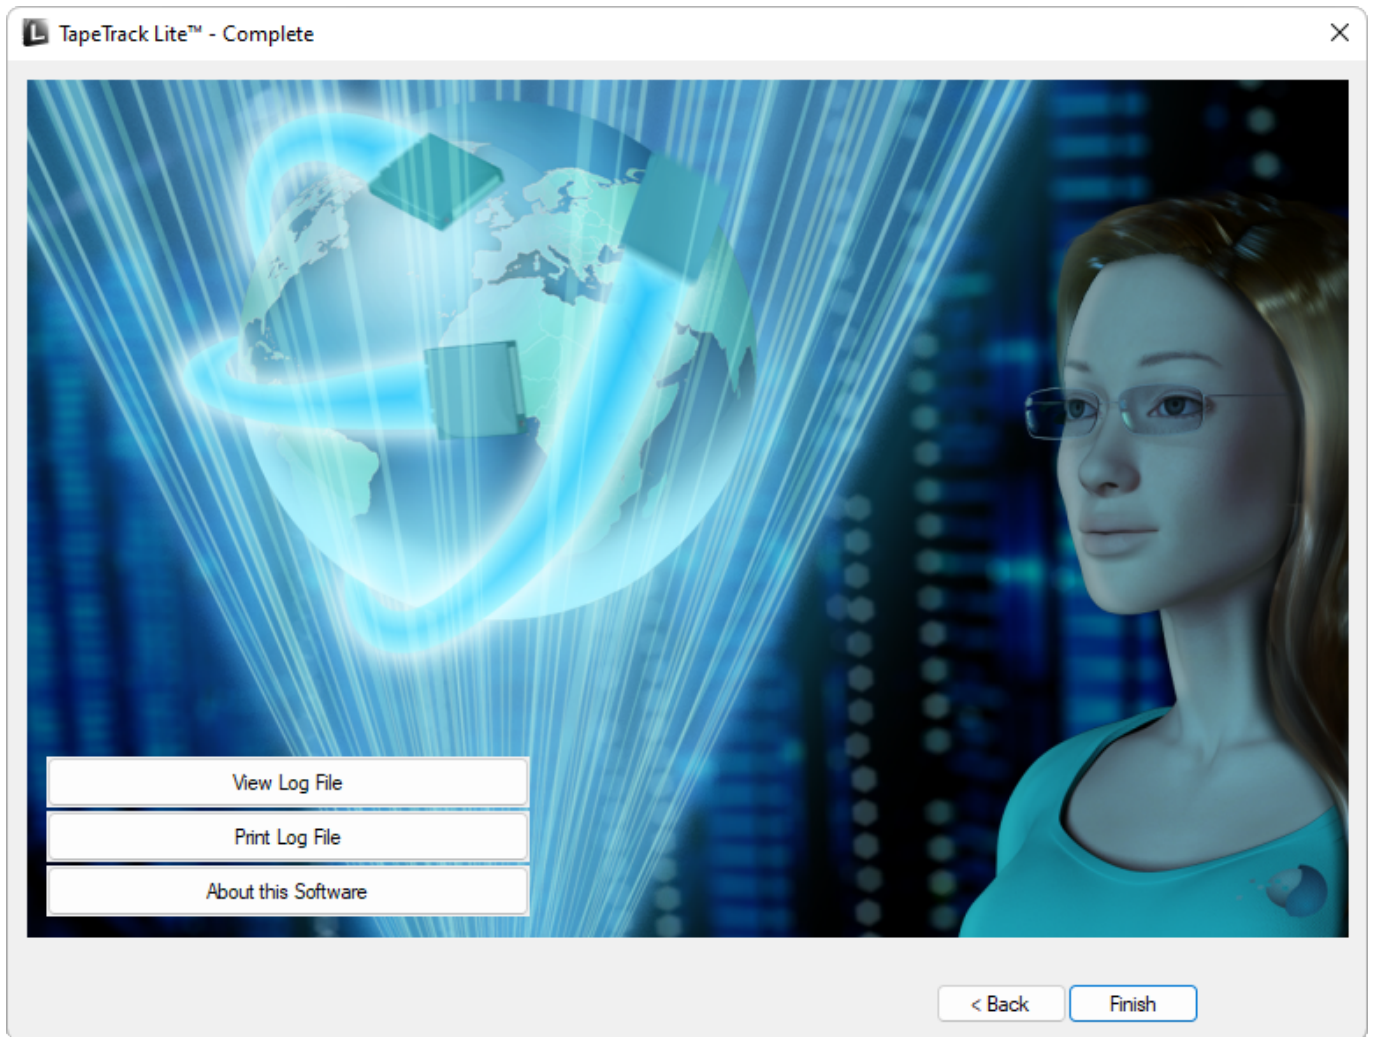 TapeTrack Lite™ - Complete
View Log File
Print Log File
About this Software
< Back
Finish